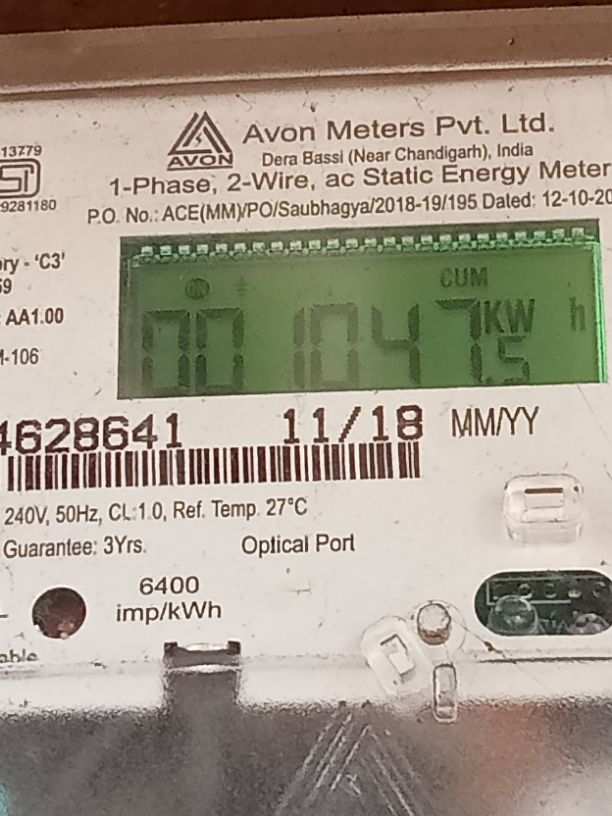 13779
Avon Meters Pvt. Ltd.
AVON
Dera Bassi (Near Chandigarh), India
1-Phase, 2-Wire, ac Static Energy Meter
9281180
P.O. No.: ACE(MM)/PO/Saubhagya/2018-19/195 Dated: 12-10-20
ry - 'C3'
59
AA1.00
-106
ON
CUM
001047.5 KW h
4628641
11/18 MM/YY
240V, 50Hz, CL:1.0, Ref. Temp. 27°C
Guarantee: 3Yrs.
Optical Port
6400
imp/kWh
able